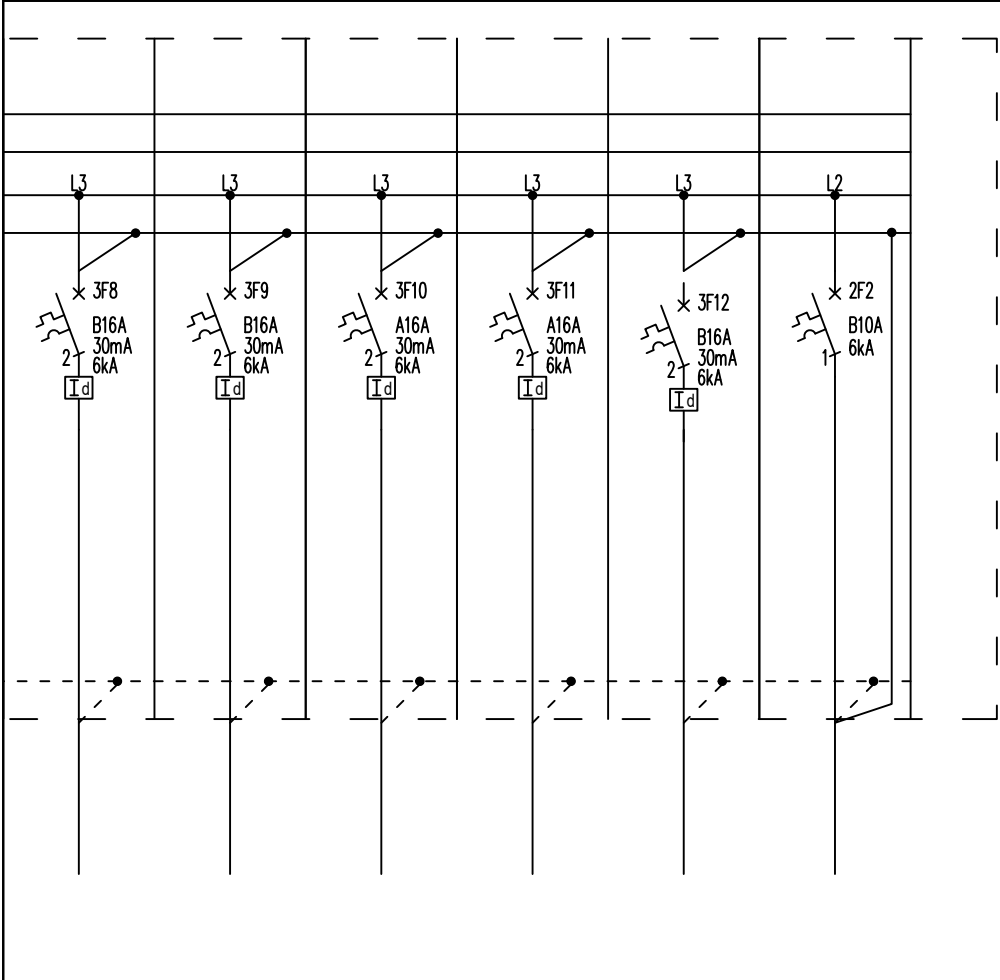 L3
L3
L3
L3
L3
L2
3F8
B16A
30mA
6kA
2
Id
3F9
B16A
30mA
6kA
2
Id
3F10
A16A
30mA
6kA
2
Id
3F11
A16A
30mA
6kA
2
Id
3F12
B16A
30mA
6kA
2
Id
2F2
B10A
6kA
1